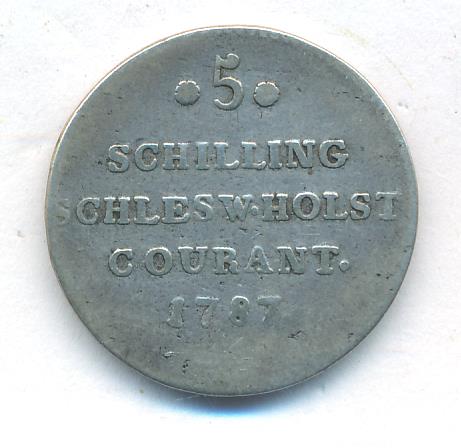 • 5 •
SCHILLING
SCHLESW·HOLST
COURANT.
1787